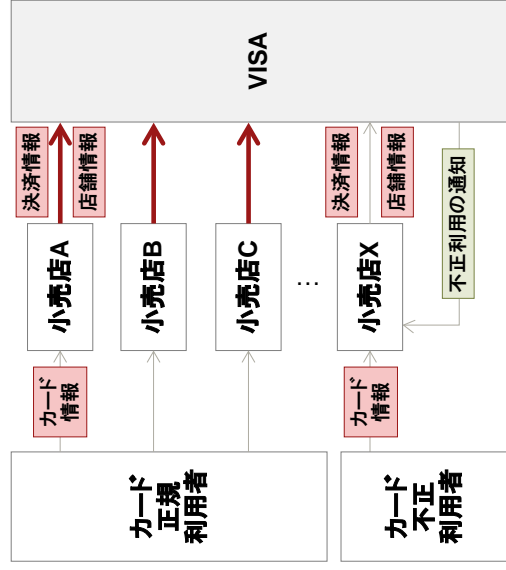 カード
正規
利用者
カード
不正
利用者
カード
情報
カード
情報
小売店A
小売店B
小売店C
…
小売店X
決済情報
店舗情報
決済情報
店舗情報
不正利用の通知
VISA